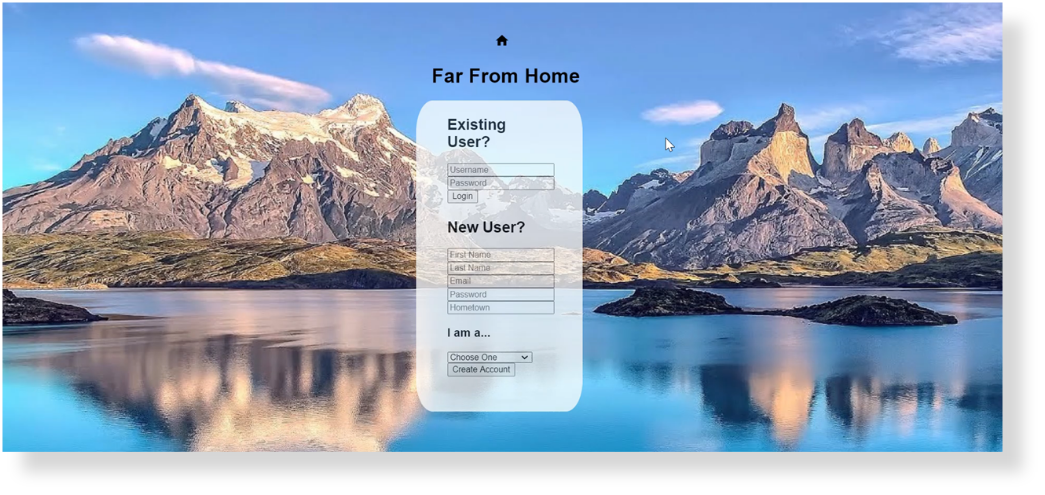 Far From Home
Existing
User?
Username
Password
Login
New User?
First Name
Last Name
Email
Password
Hometown
I am a...
Choose One
Create Account